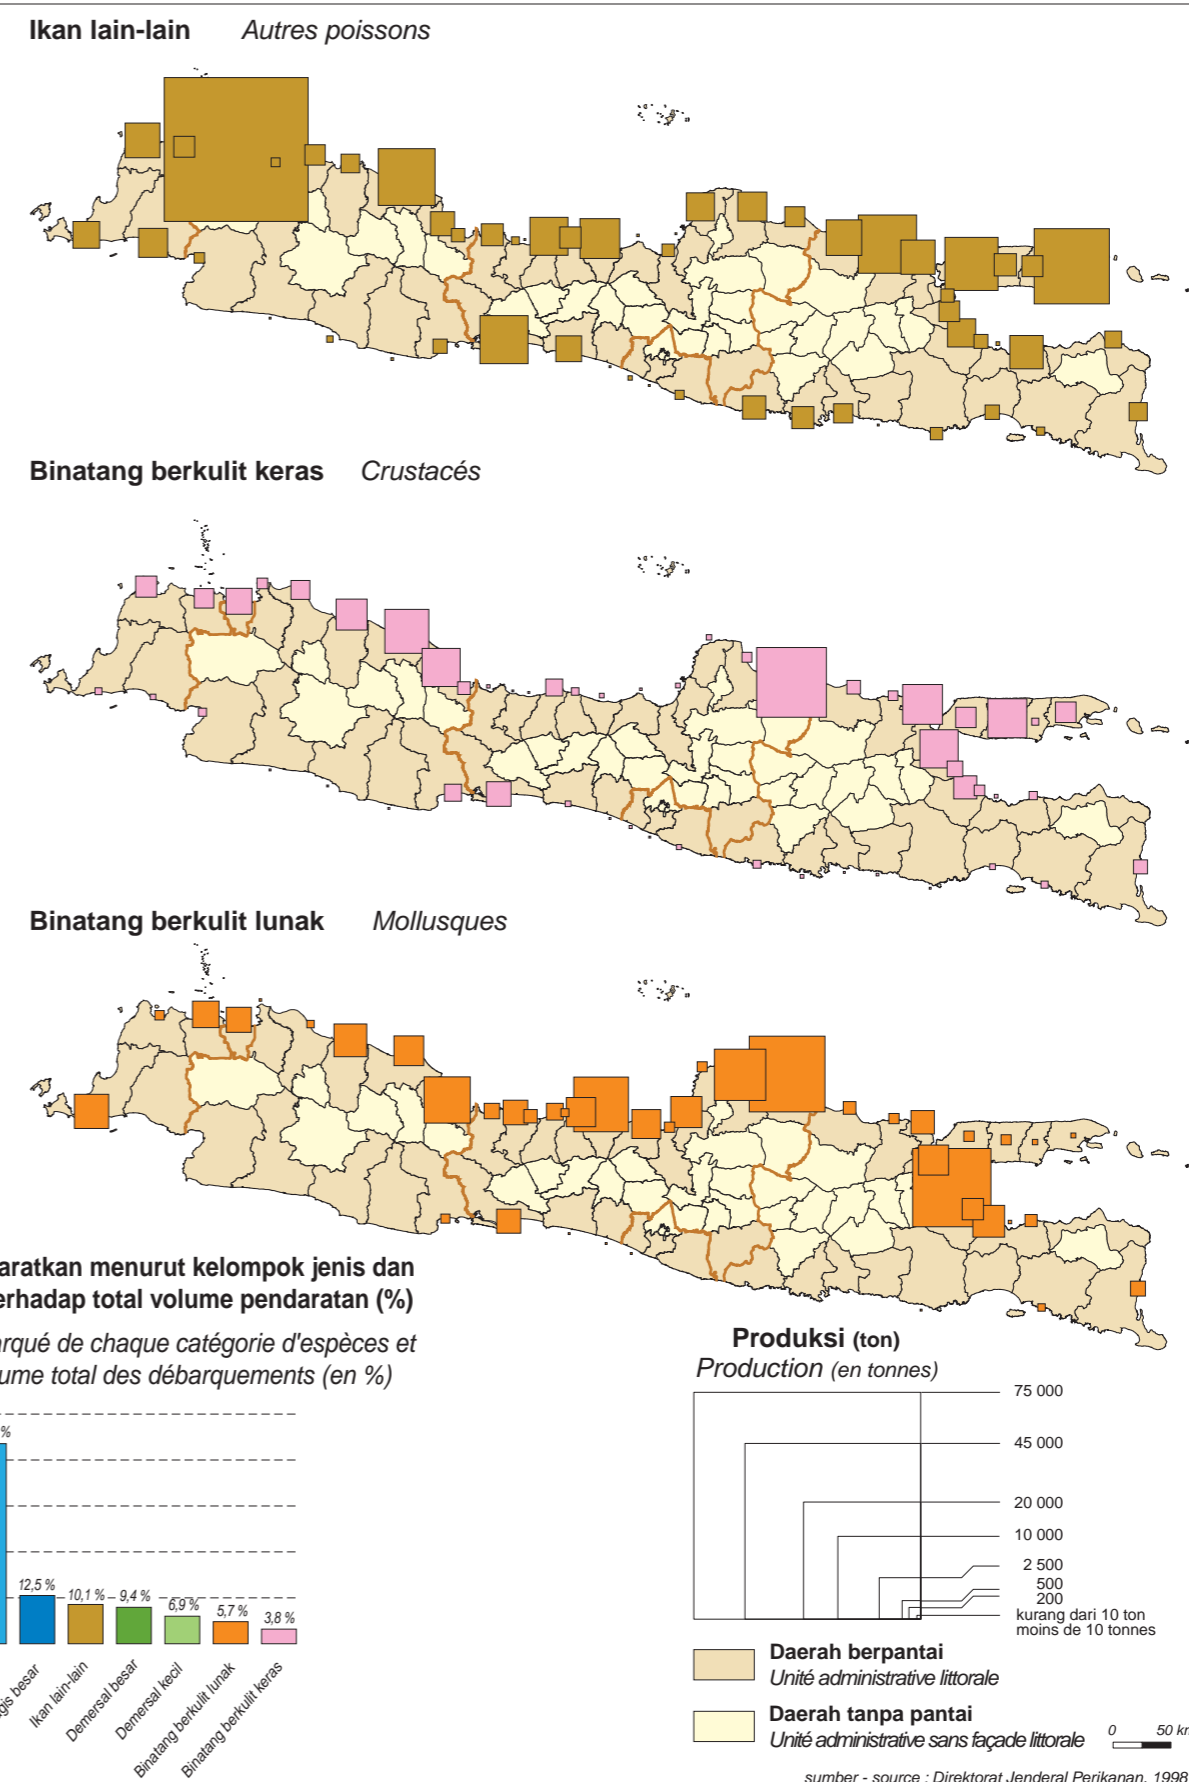 Ikan lain-lain Autres poissons
Binatang berkulit keras Crustacés
Binatang berkulit lunak Mollusques
aratkan menurut kelompok jenis dan
erhadap total volume pendaratan (%)
arqué de chaque catégorie d'espèces et
ume total des débarquements (en %)
%
12,5 %
10,1 %
9,4 %
6,9 %
5,7 %
3,8 %
gis besar
Ikan lain-lain
Demersal besar
Demersal kecil
Binatang berkulit lunak
Binatang berkulit keras
Produksi (ton)
Production (en tonnes)
75 000
45 000
20 000
10 000
2 500
500
200
kurang dari 10 ton
moins de 10 tonnes
Daerah berpantai
Unité administrative littorale
Daerah tanpa pantai
Unité administrative sans façade littorale
0 50 km
sumber - source : Direktorat Jenderal Perikanan, 1998